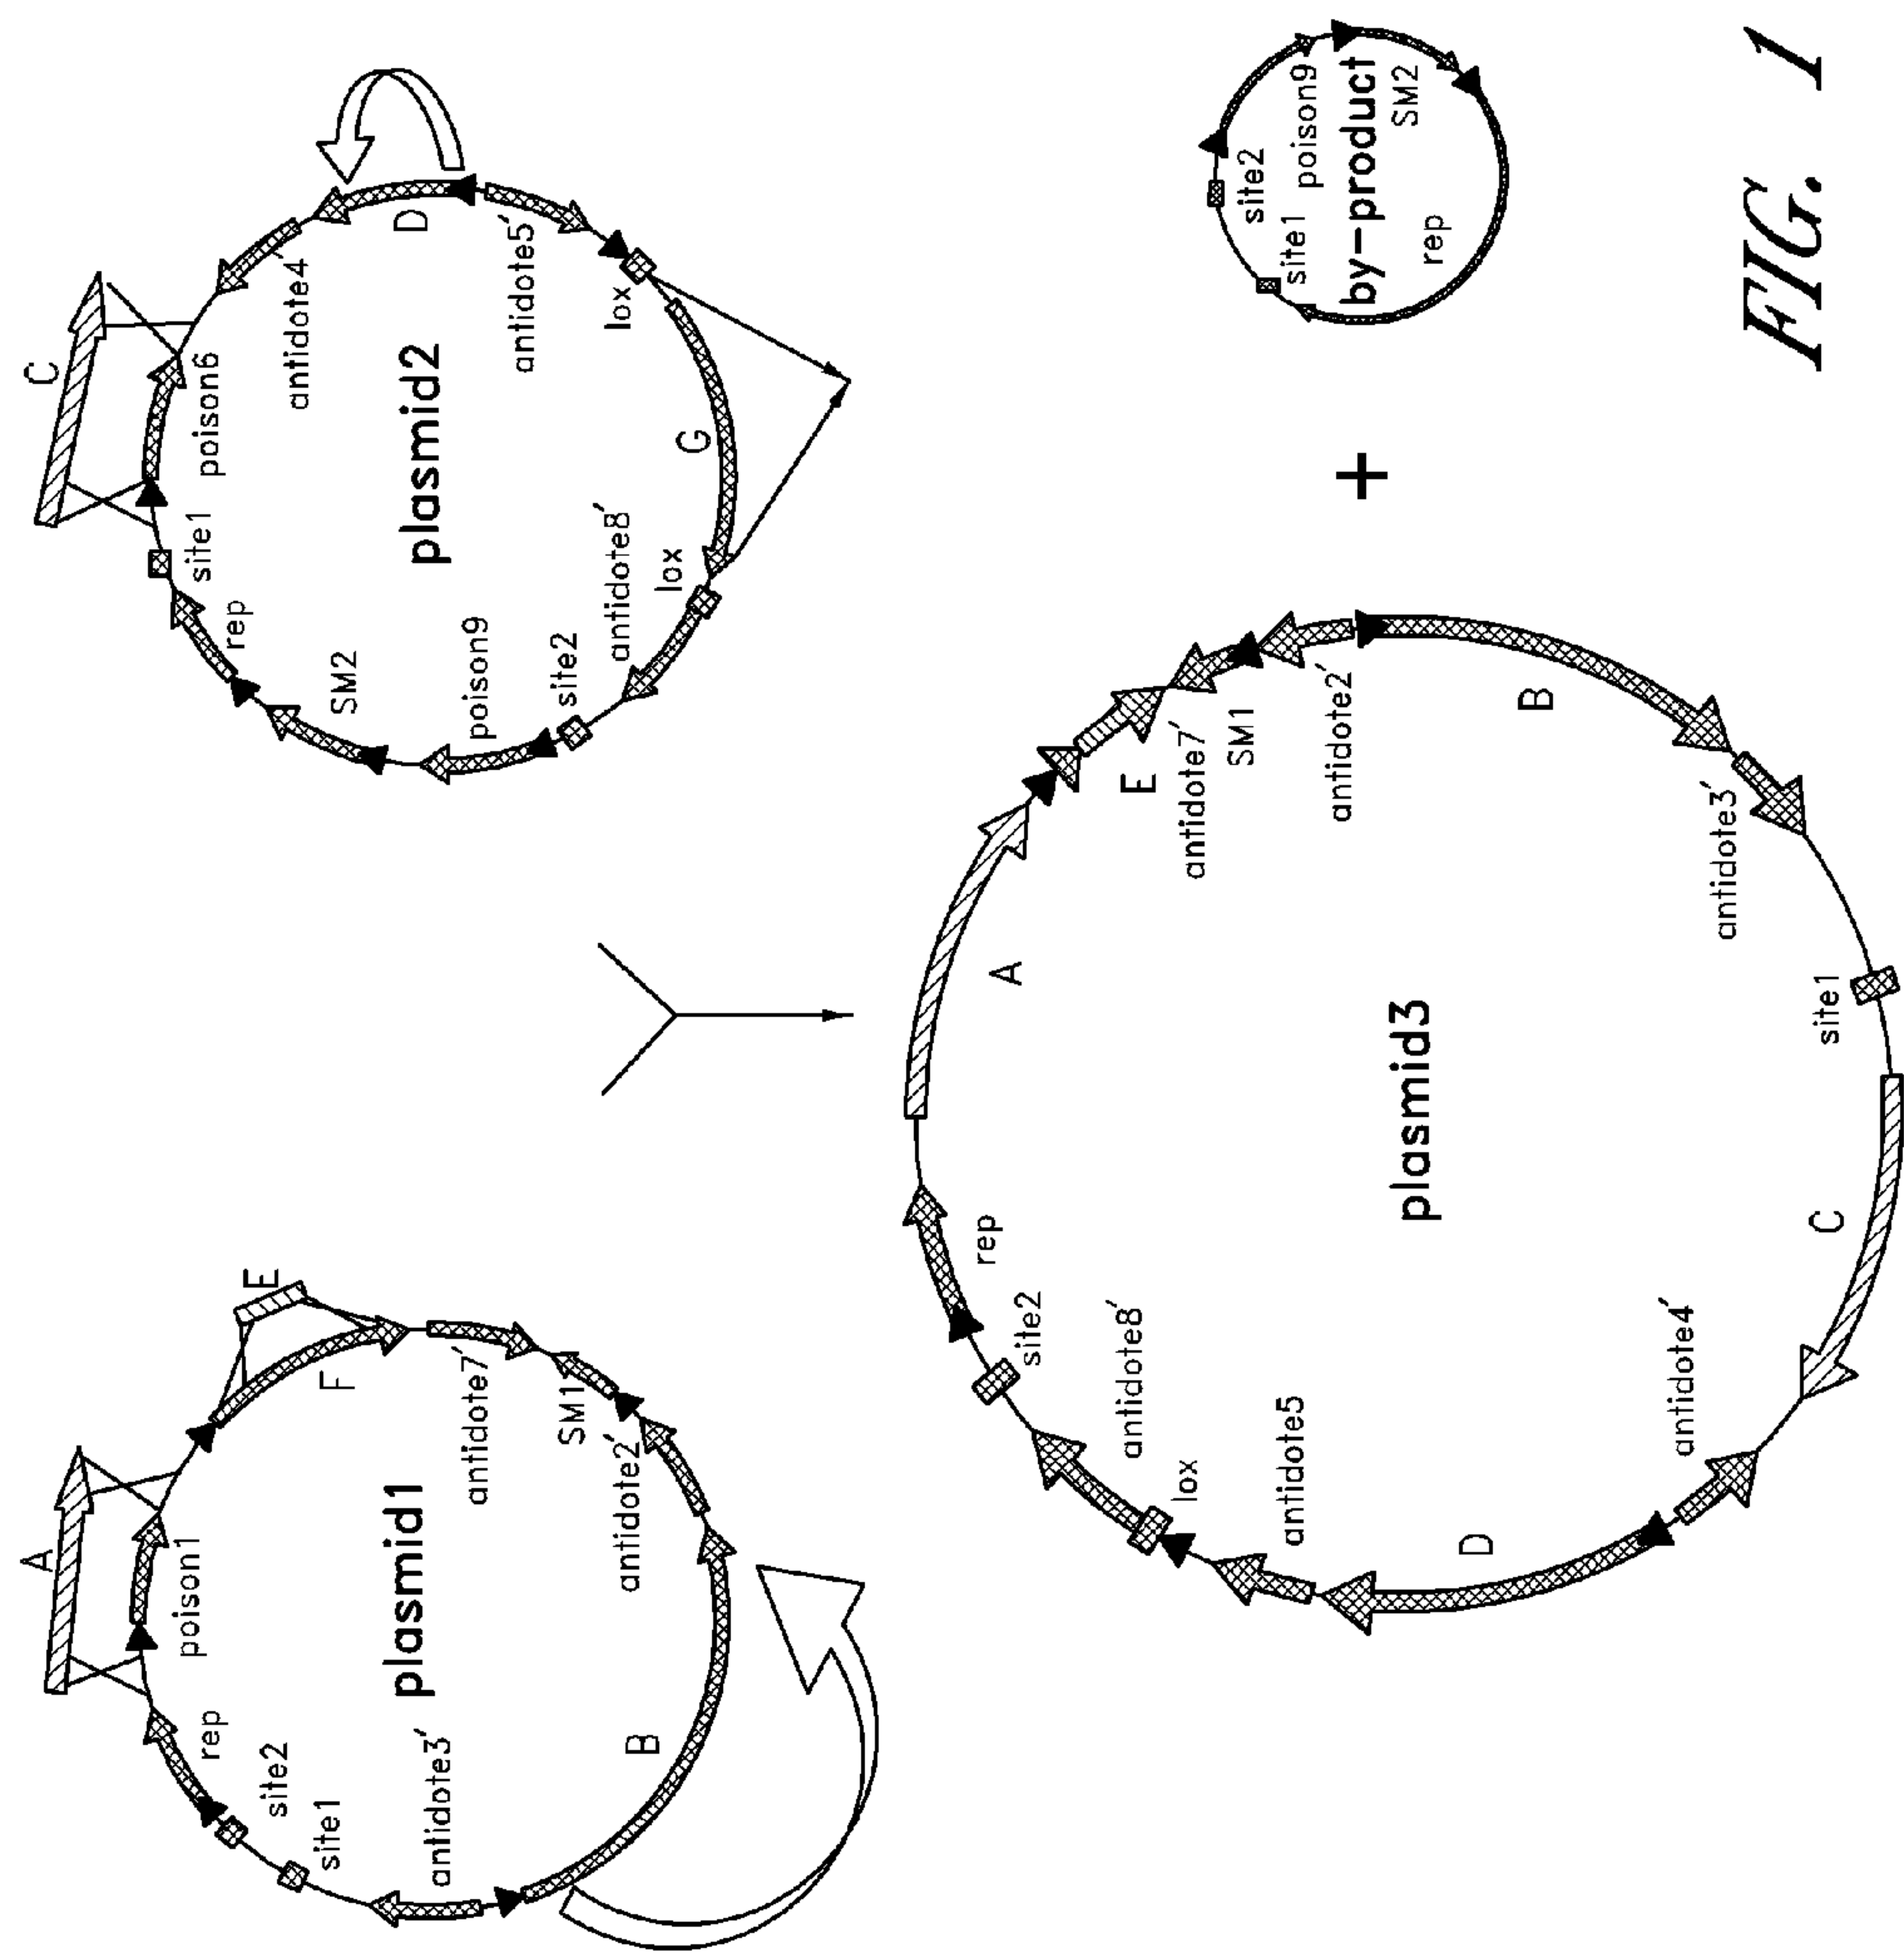 A
poison1
rep
site2
site1
antidote3′
plasmid1
B
E
F
antidote7′
SM1
antidote2′
C
poison6
site1
rep
SM2
plasmid2
antidote4′
D
antidote5′
lox
G
antidote8′
lox
poison9
site2
A
rep
site2
antidote8′
lox
antidote5
plasmid3
D
antidote4′
C
E
antidote7′
SM1
antidote2′
B
antidote3′
site1
+
site2
site1
poison9
by-product
SM2
rep
FIG. 1